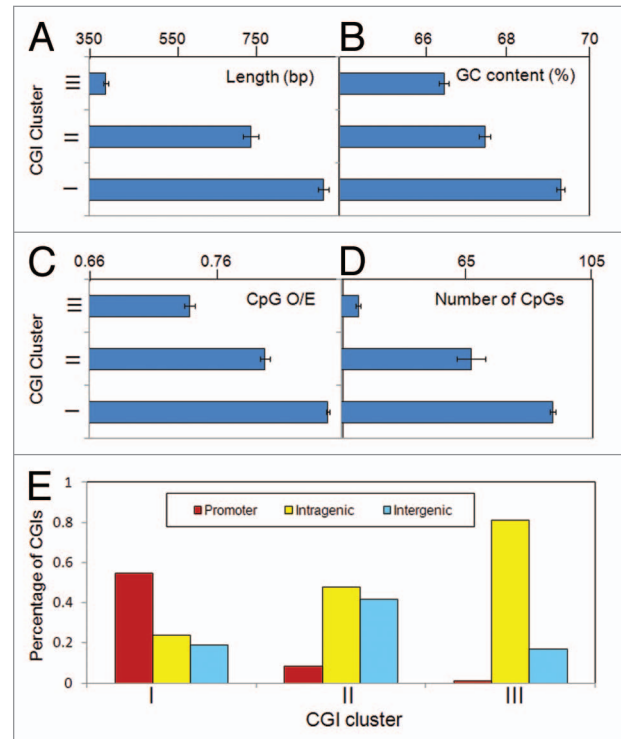 A
350 550 750
Length (bp)
CGI Cluster
III
II
I
B
66 68 70
GC content (%)
C
0.66 0.76
CpG O/E
CGI Cluster
III
II
I
D
65 105
Number of CpGs
E
Percentage of CGIs
1
0.8
0.6
0.4
0.2
0
Promoter Intragenic Intergenic
I II III
CGI cluster